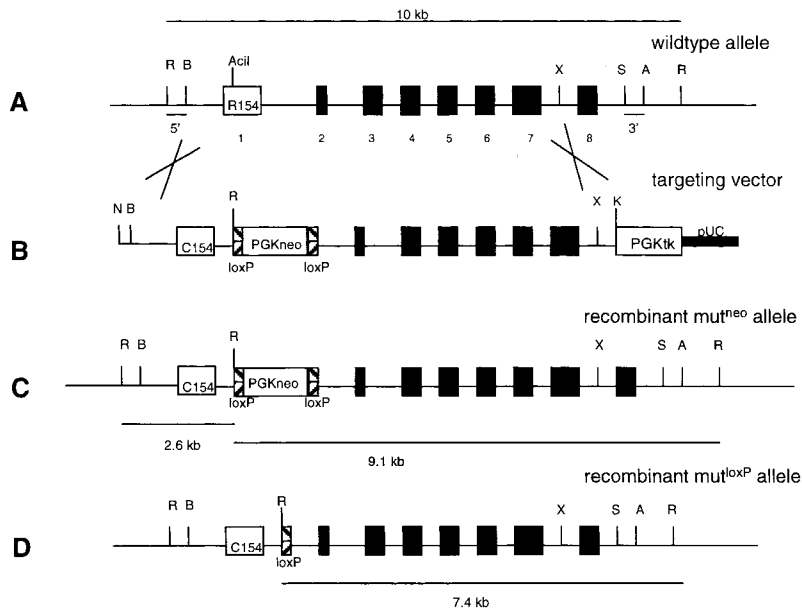 10 kb
wildtype allele
R B AciI X S A R
A R154
5' 1 2 3 4 5 6 7 8 3'
targeting vector
N B R X K
B C154 PGKneo PGKtk pUC
loxP loxP
recombinant mutneo allele
R B R X S A R
C C154 PGKneo
loxP loxP
2.6 kb
9.1 kb
recombinant mutloxP allele
R B R X S A R
D C154
loxP
7.4 kb